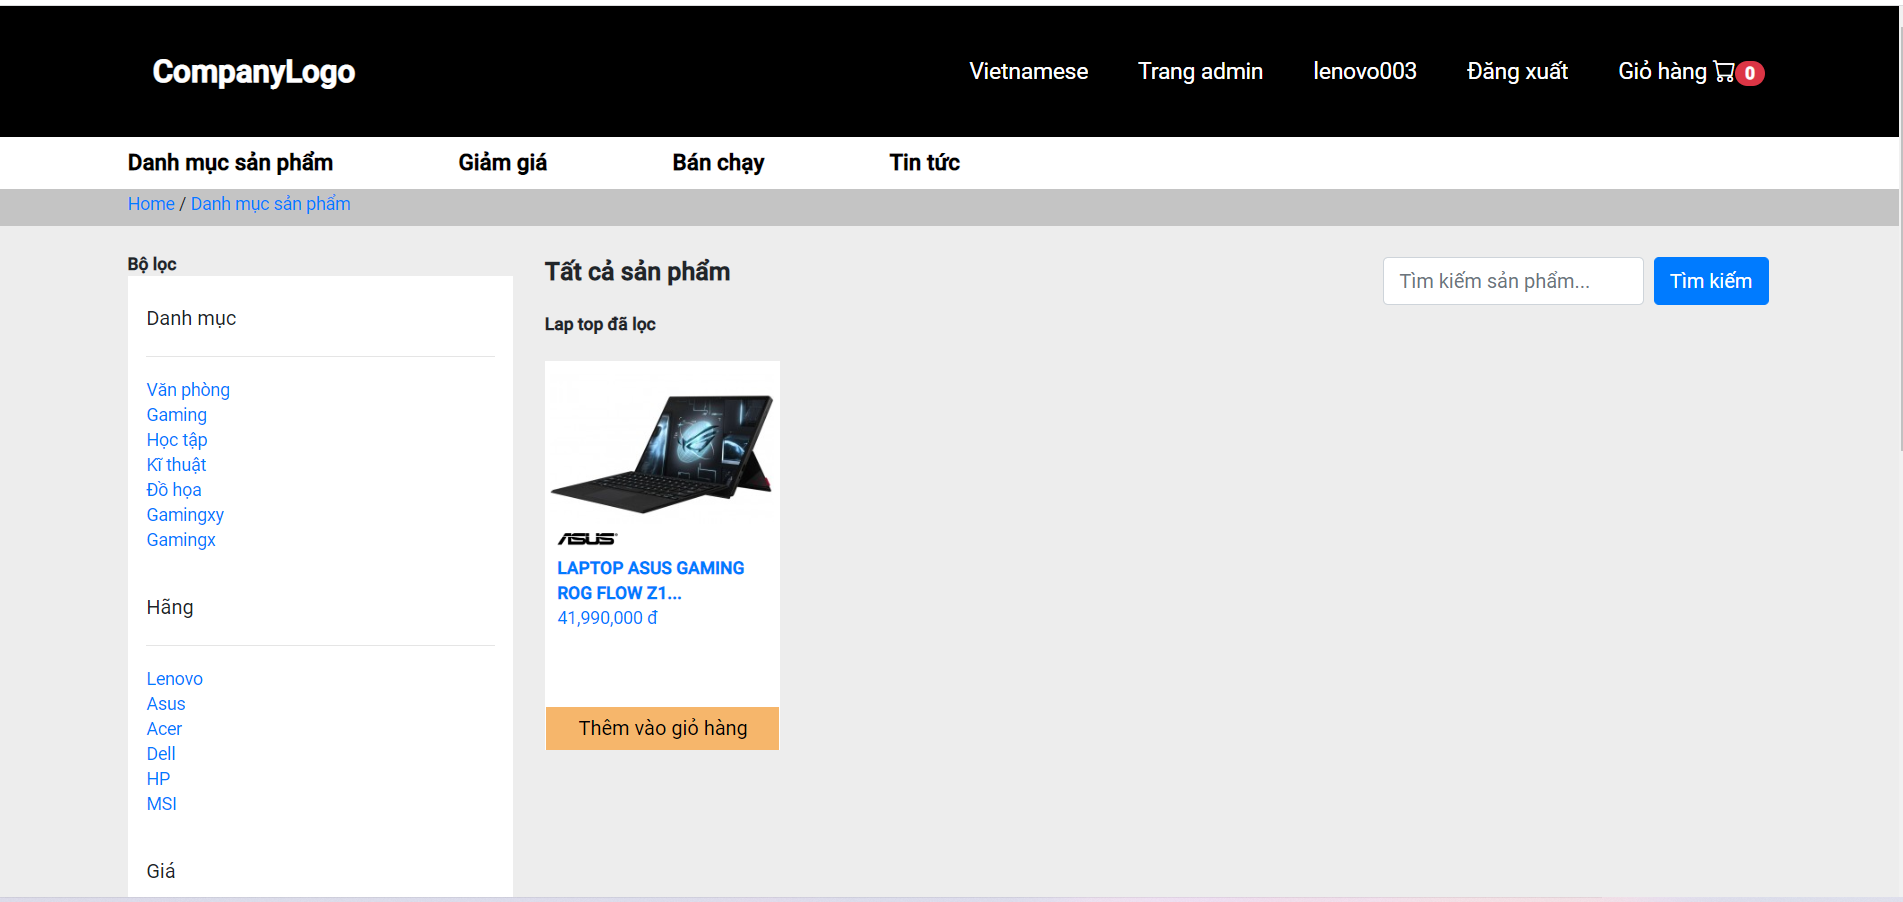 CompanyLogo
Vietnamese
Trang admin
lenovo003
Đăng xuất
Giỏ hàng 0
Danh mục sản phẩm
Giảm giá
Bán chạy
Tin tức
Home / Danh mục sản phẩm
Bộ lọc
Danh mục
Văn phòng
Gaming
Học tập
Kĩ thuật
Đồ họa
Gamingxy
Gamingx
Hãng
Lenovo
Asus
Acer
Dell
HP
MSI
Giá
Tất cả sản phẩm
Tìm kiếm sản phẩm...
Tìm kiếm
Lap top đã lọc
ASUS
LAPTOP ASUS GAMING
ROG FLOW Z1...
41,990,000 đ
Thêm vào giỏ hàng